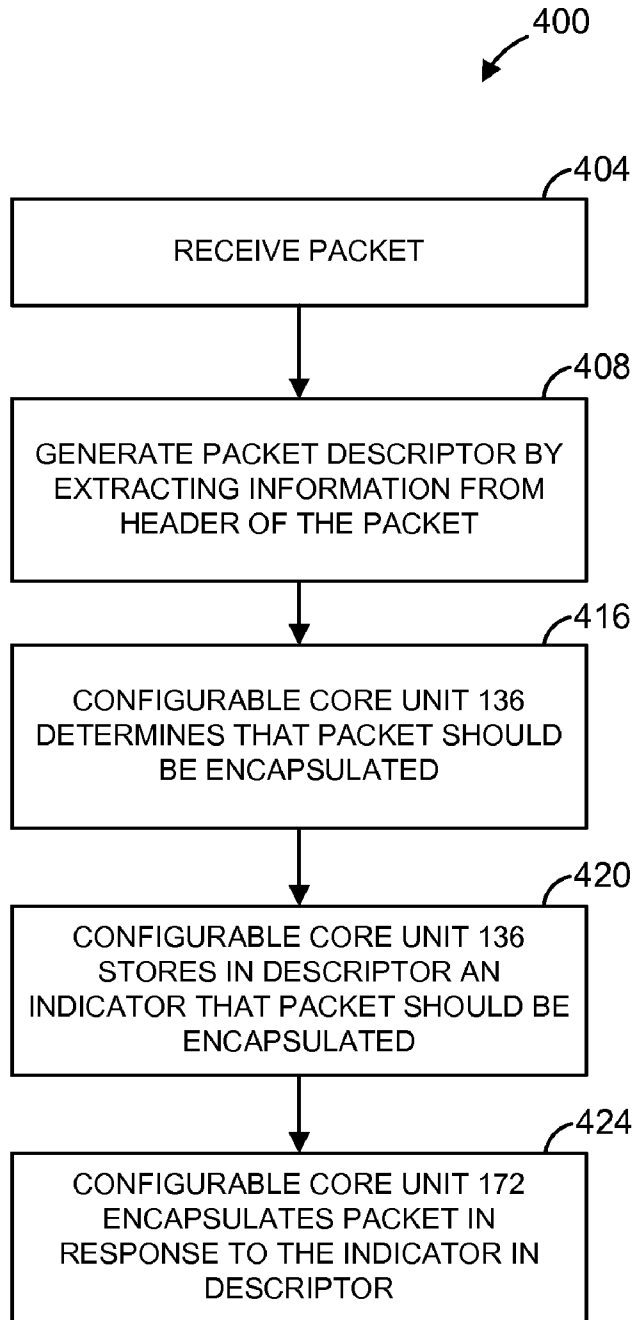 400
404
RECEIVE PACKET
408
GENERATE PACKET DESCRIPTOR BY
EXTRACTING INFORMATION FROM
HEADER OF THE PACKET
416
CONFIGURABLE CORE UNIT 136
DETERMINES THAT PACKET SHOULD
BE ENCAPSULATED
420
CONFIGURABLE CORE UNIT 136
STORES IN DESCRIPTOR AN
INDICATOR THAT PACKET SHOULD BE
ENCAPSULATED
424
CONFIGURABLE CORE UNIT 172
ENCAPSULATES PACKET IN
RESPONSE TO THE INDICATOR IN
DESCRIPTOR